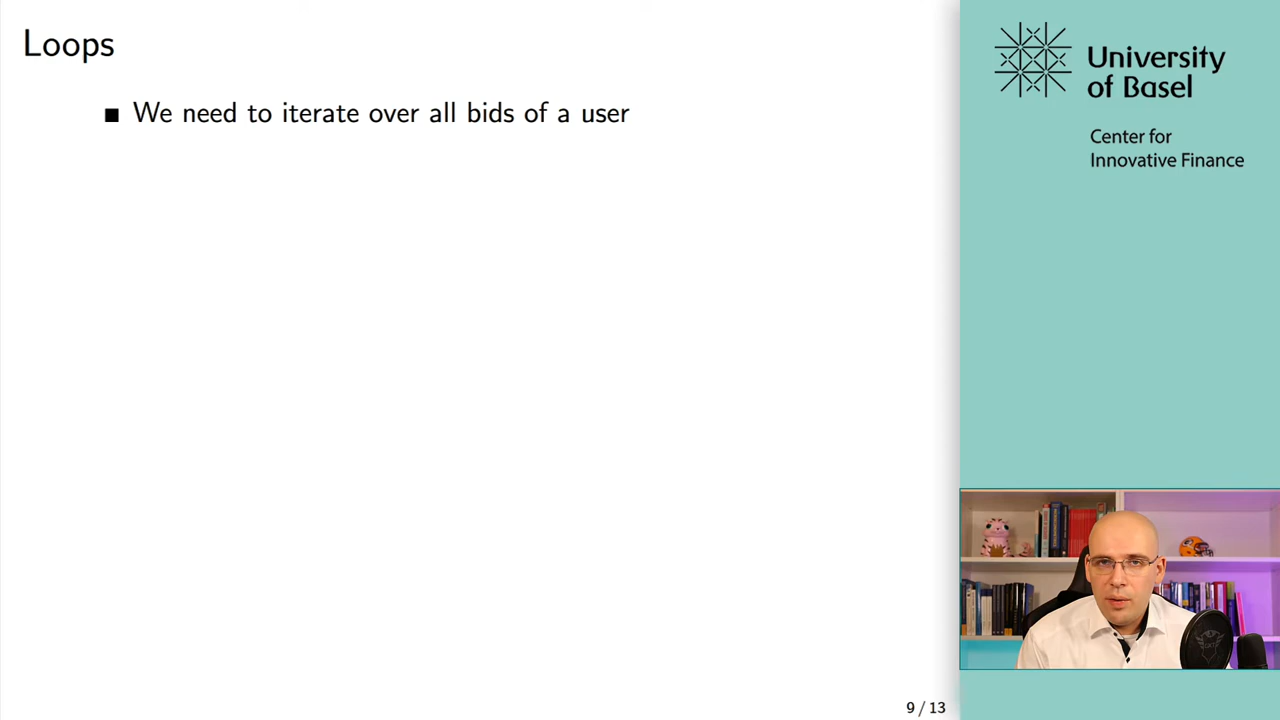 Loops
■ We need to iterate over all bids of a user
9 / 13
University
of Basel
Center for
Innovative Finance